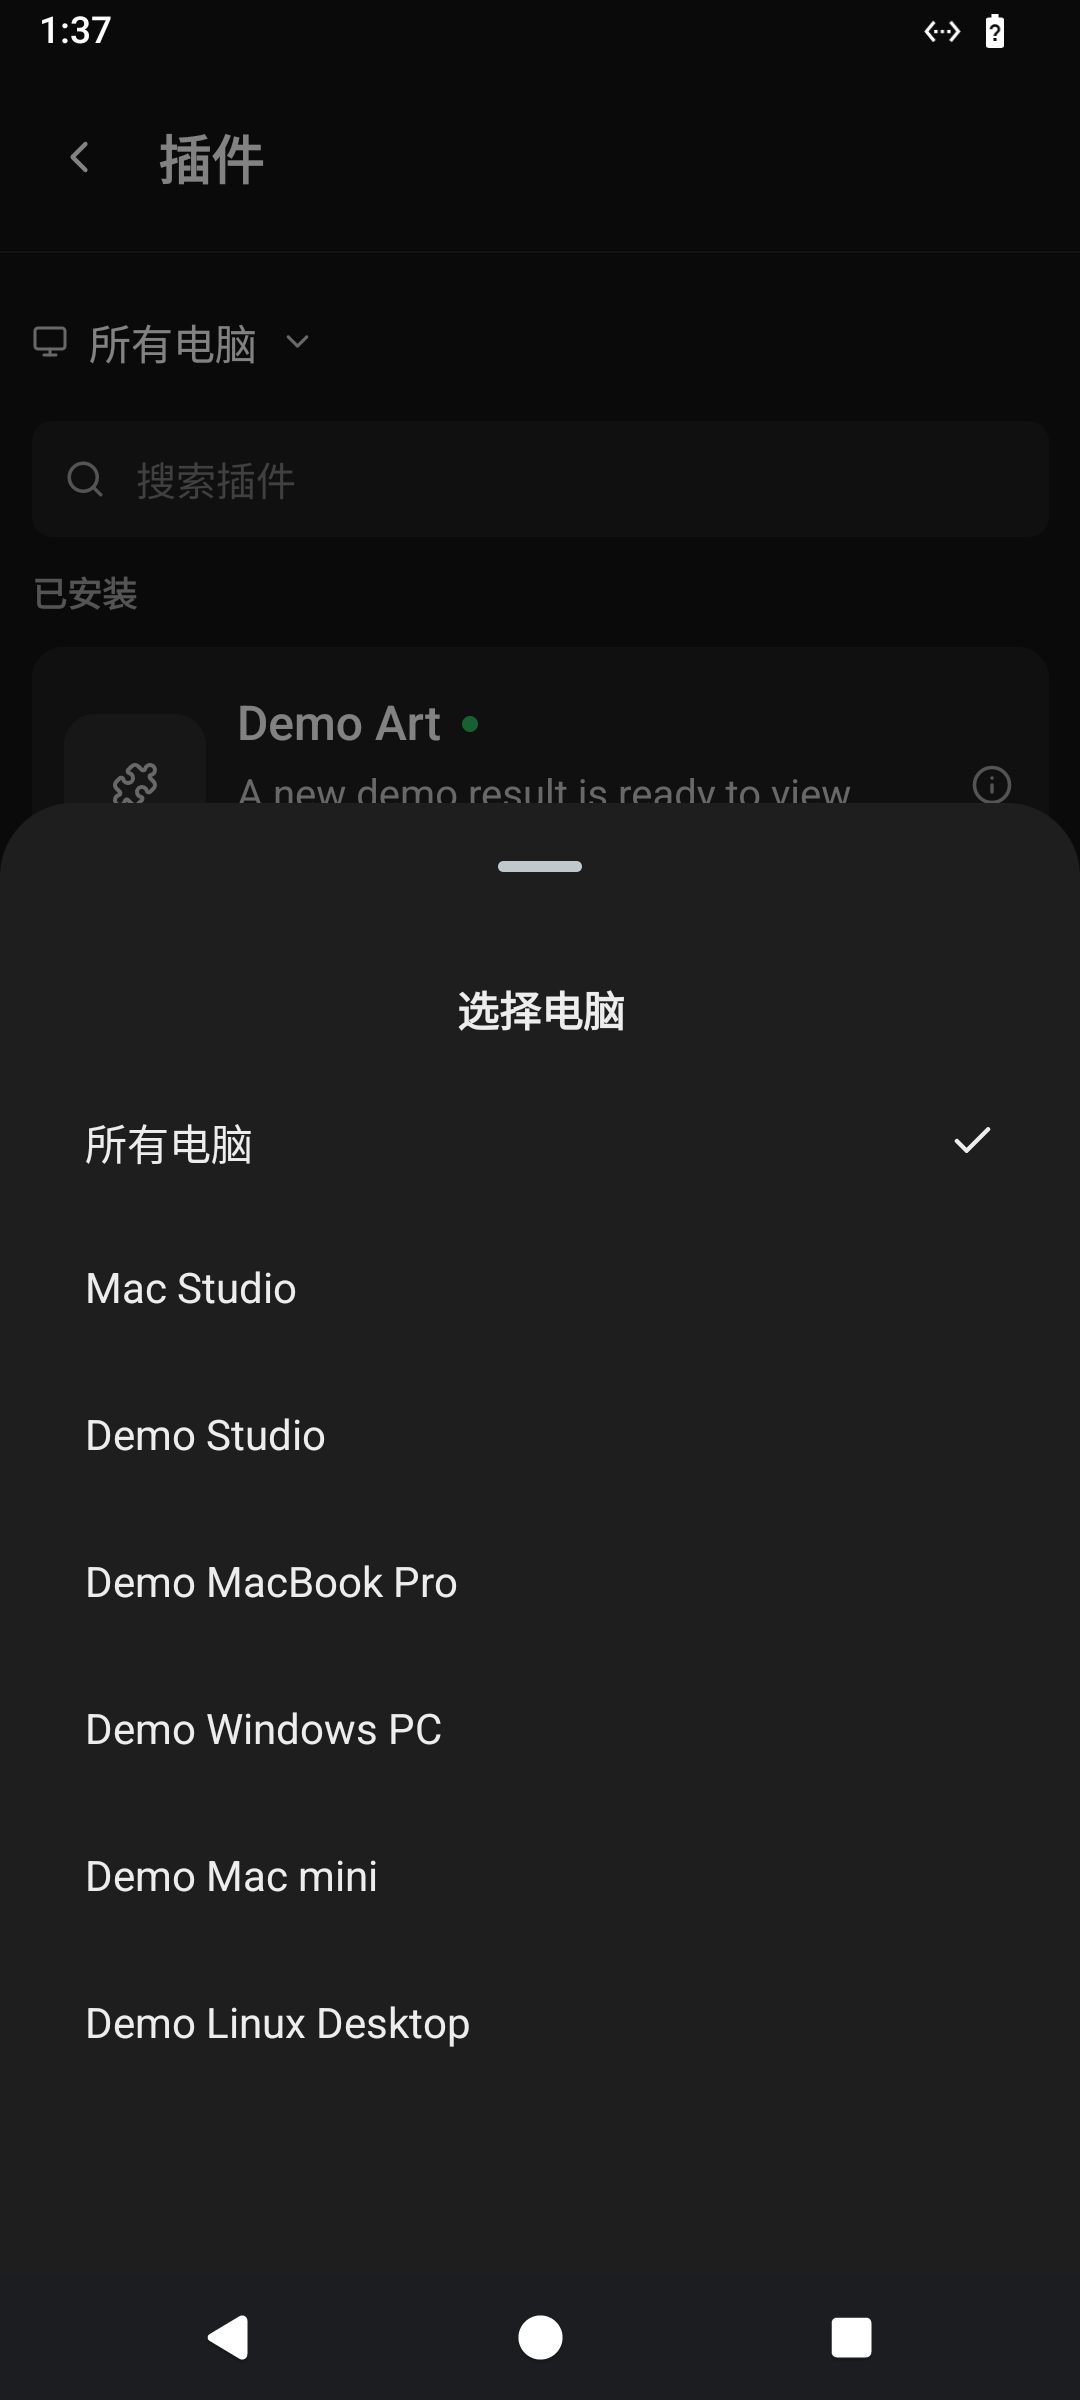 1:37
插件
所有电脑
搜索插件
已安装
Demo Art
A new demo result is ready to view
选择电脑
所有电脑
Mac Studio
Demo Studio
Demo MacBook Pro
Demo Windows PC
Demo Mac mini
Demo Linux Desktop